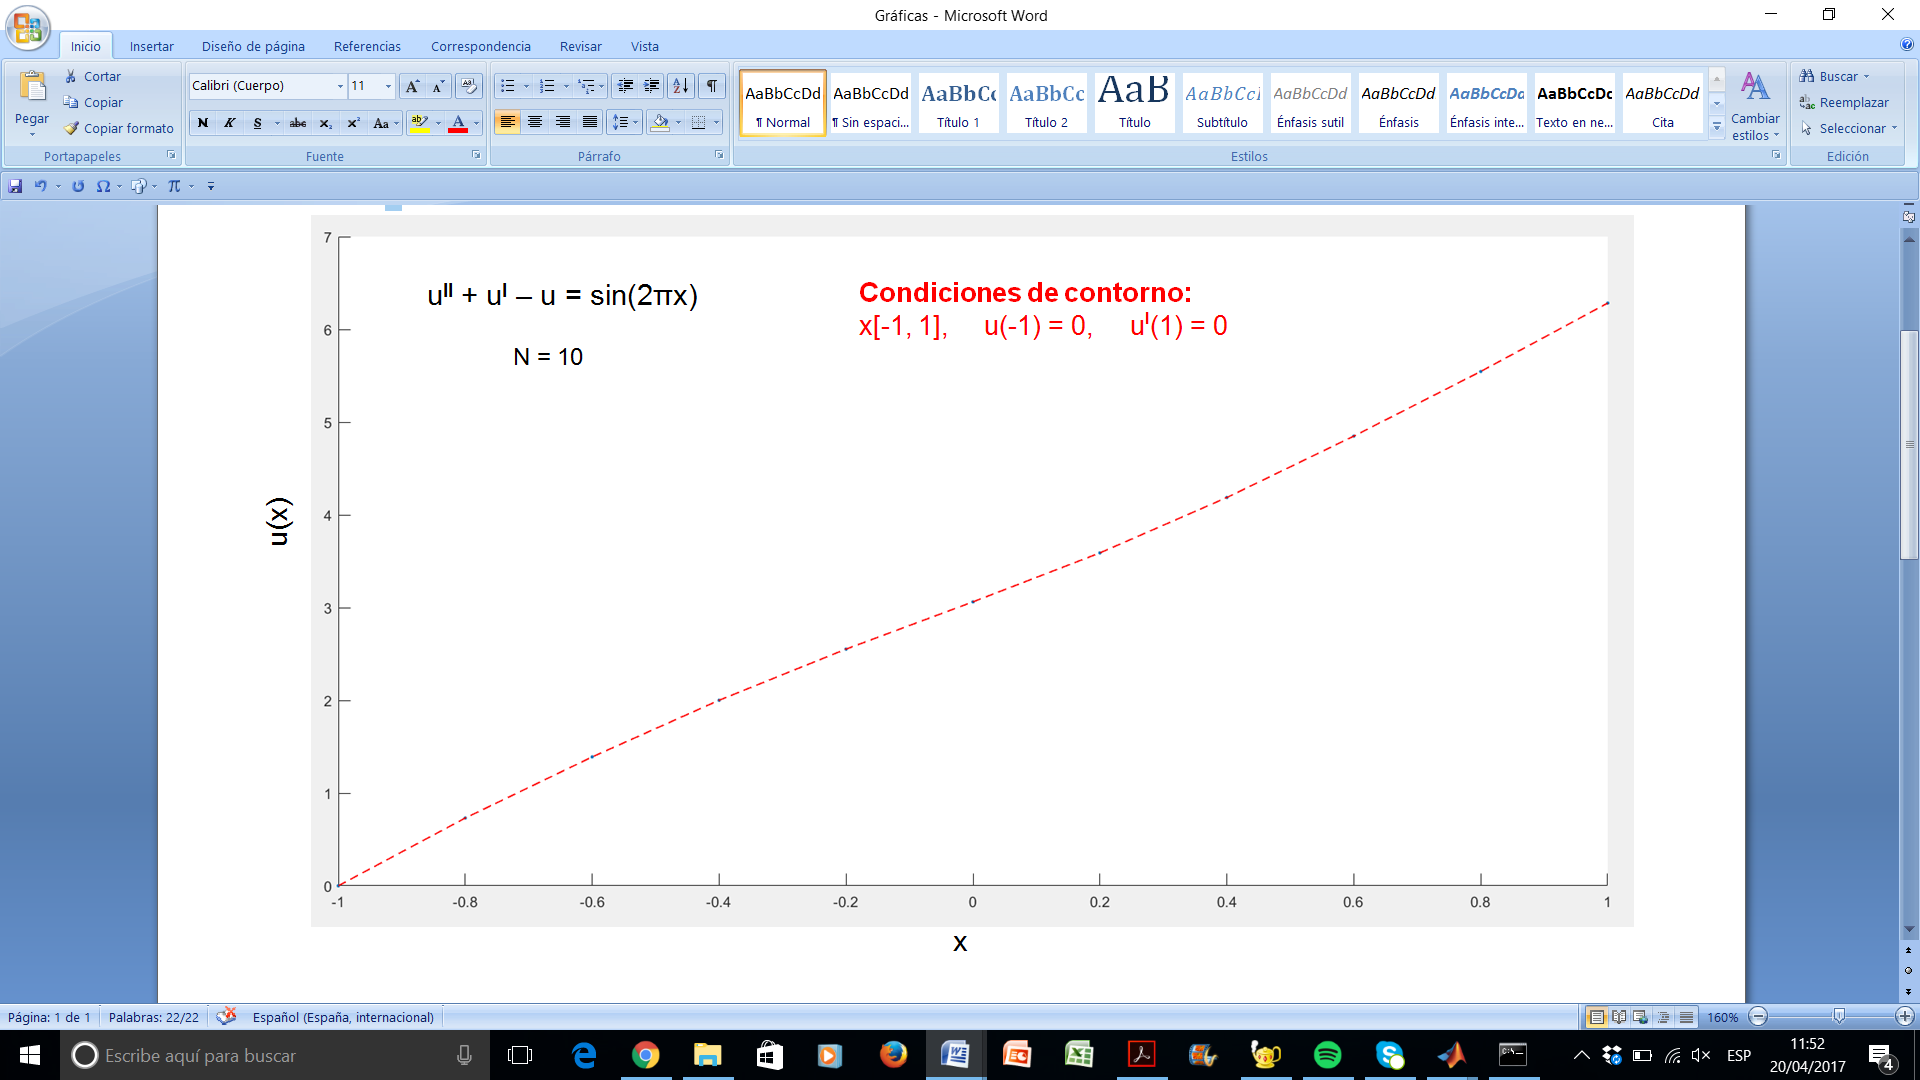 Gráficas - Microsoft Word
Inicio Insertar Diseño de página Referencias Correspondencia Revisar Vista
Pegar
Cortar
Copiar
Copiar formato
Portapapeles
Calibri (Cuerpo) 11
N K S abc x₂ x² Aa
Fuente
Párrafo
AaBbCcDd AaBbCcDd AaBbCc AaBbCc AaB AaBbCcI AaBbCcDd AaBbCcDd AaBbCcDd AaBbCcDc AaBbCcDd
¶ Normal ¶ Sin espaci... Título 1 Título 2 Título Subtítulo Énfasis sutil Énfasis Énfasis inte... Texto en ne... Cita
Estilos
Cambiar
estilos
Buscar
Reemplazar
Seleccionar
Edición
7
6
5
4
3
2
1
0
uᴵᴵ + uᴵ – u = sin(2πx)
N = 10
Condiciones de contorno:
x[-1, 1], u(-1) = 0, uᴵ(1) = 0
u(x)
-1 -0.8 -0.6 -0.4 -0.2 0 0.2 0.4 0.6 0.8 1
x
Página: 1 de 1 Palabras: 22/22 Español (España, internacional) 160%
Escribe aquí para buscar
ESP
11:52
20/04/2017
4